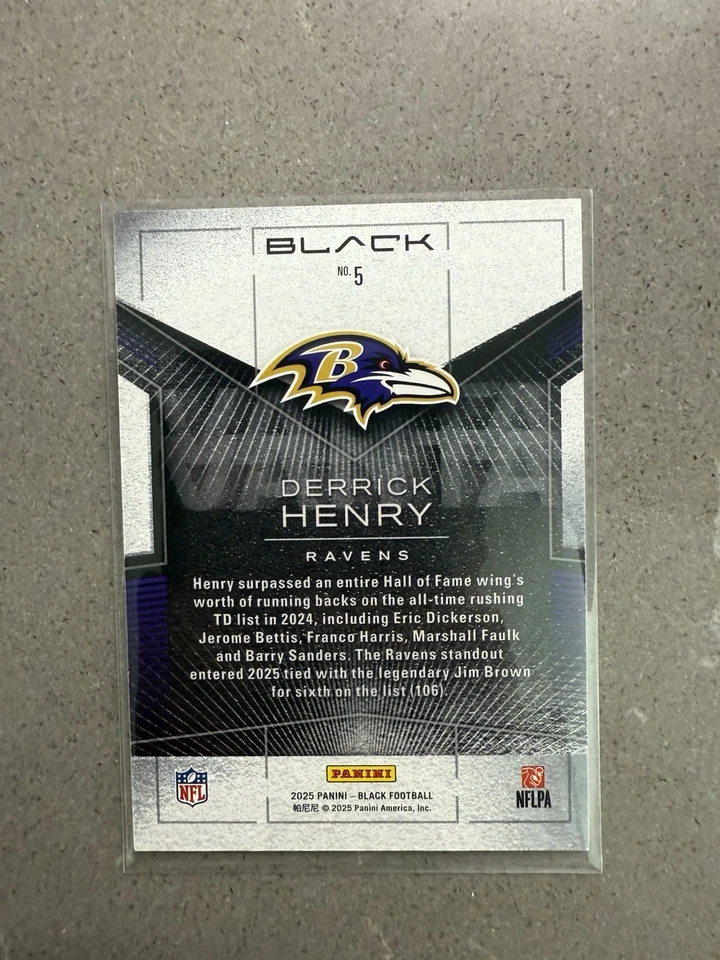 BLACK
NO. 5
B
DERRICK
HENRY
RAVENS
Henry surpassed an entire Hall of Fame wing's
worth of running backs on the all-time rushing
TD list in 2024, including Eric Dickerson,
Jerome Bettis, Franco Harris, Marshall Faulk
and Barry Sanders. The Ravens standout
entered 2025 tied with the legendary Jim Brown
for sixth on the list (106).
NFL
PANINI
NFLPA
2025 PANINI – BLACK FOOTBALL
帕尼尼 © 2025 Panini America, Inc.